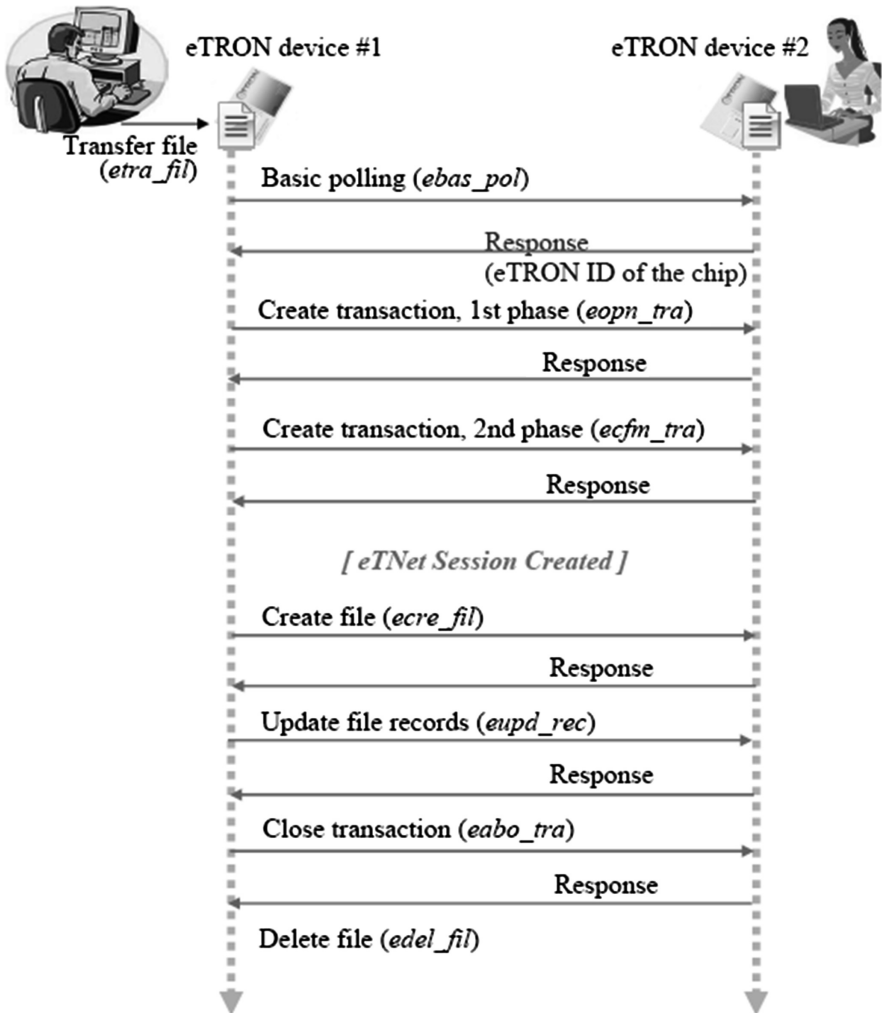 eTRON device #1
eTRON device #2
Transfer file
(etra_fil)
Basic polling (ebas_pol)
Response
(eTRON ID of the chip)
Create transaction, 1st phase (eopn_tra)
Response
Create transaction, 2nd phase (ecfm_tra)
Response
[ eTNet Session Created ]
Create file (ecre_fil)
Response
Update file records (eupd_rec)
Response
Close transaction (eabo_tra)
Response
Delete file (edel_fil)